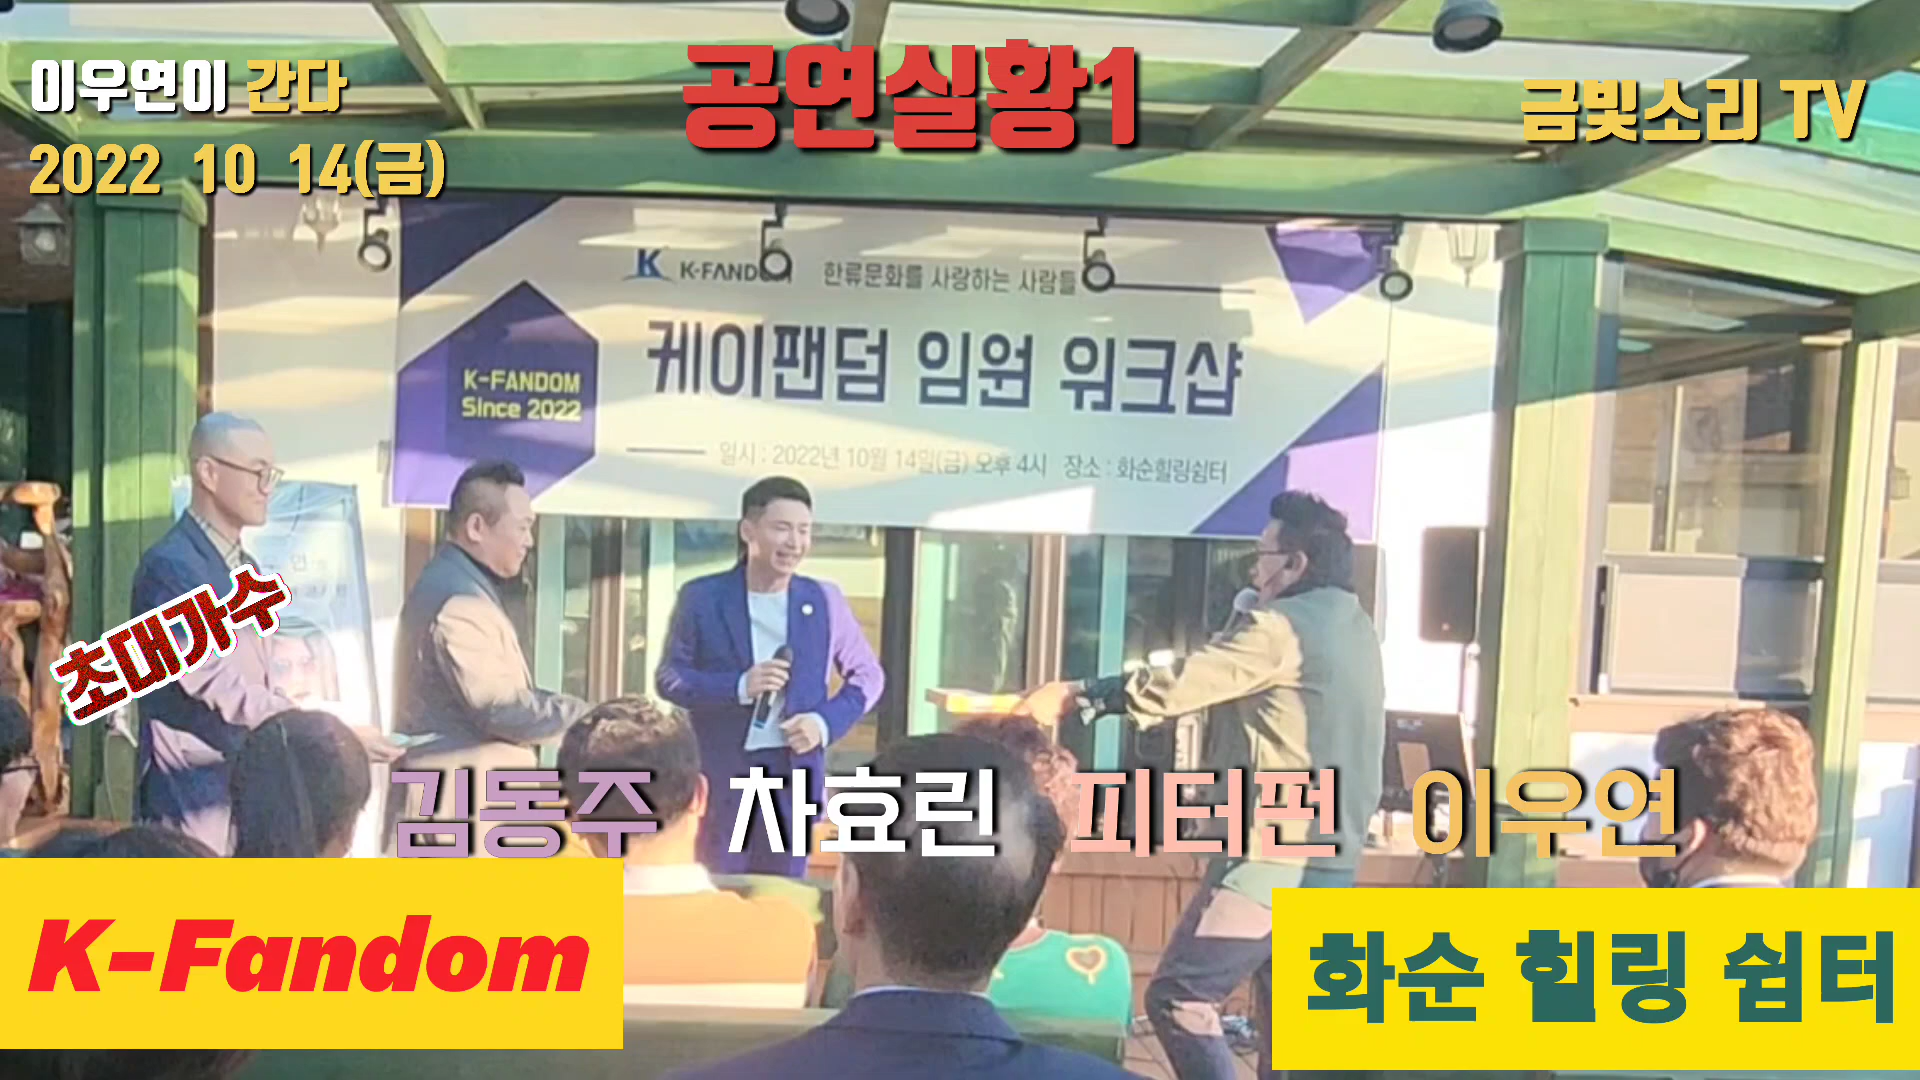 이우연이 간다
2022 10 14(금)
공연실황1
금빛소리 TV
K K-FANDOM 한류문화를 사랑하는 사람들
케이팬덤 임원 워크샵
K-FANDOM
Since 2022
일시 : 2022년 10월 14일(금) 오후 4시 장소 : 화순힐링쉼터
초대가수
김동주 차효린 피터펀 이우연
K-Fandom
화순 힐링 쉼터